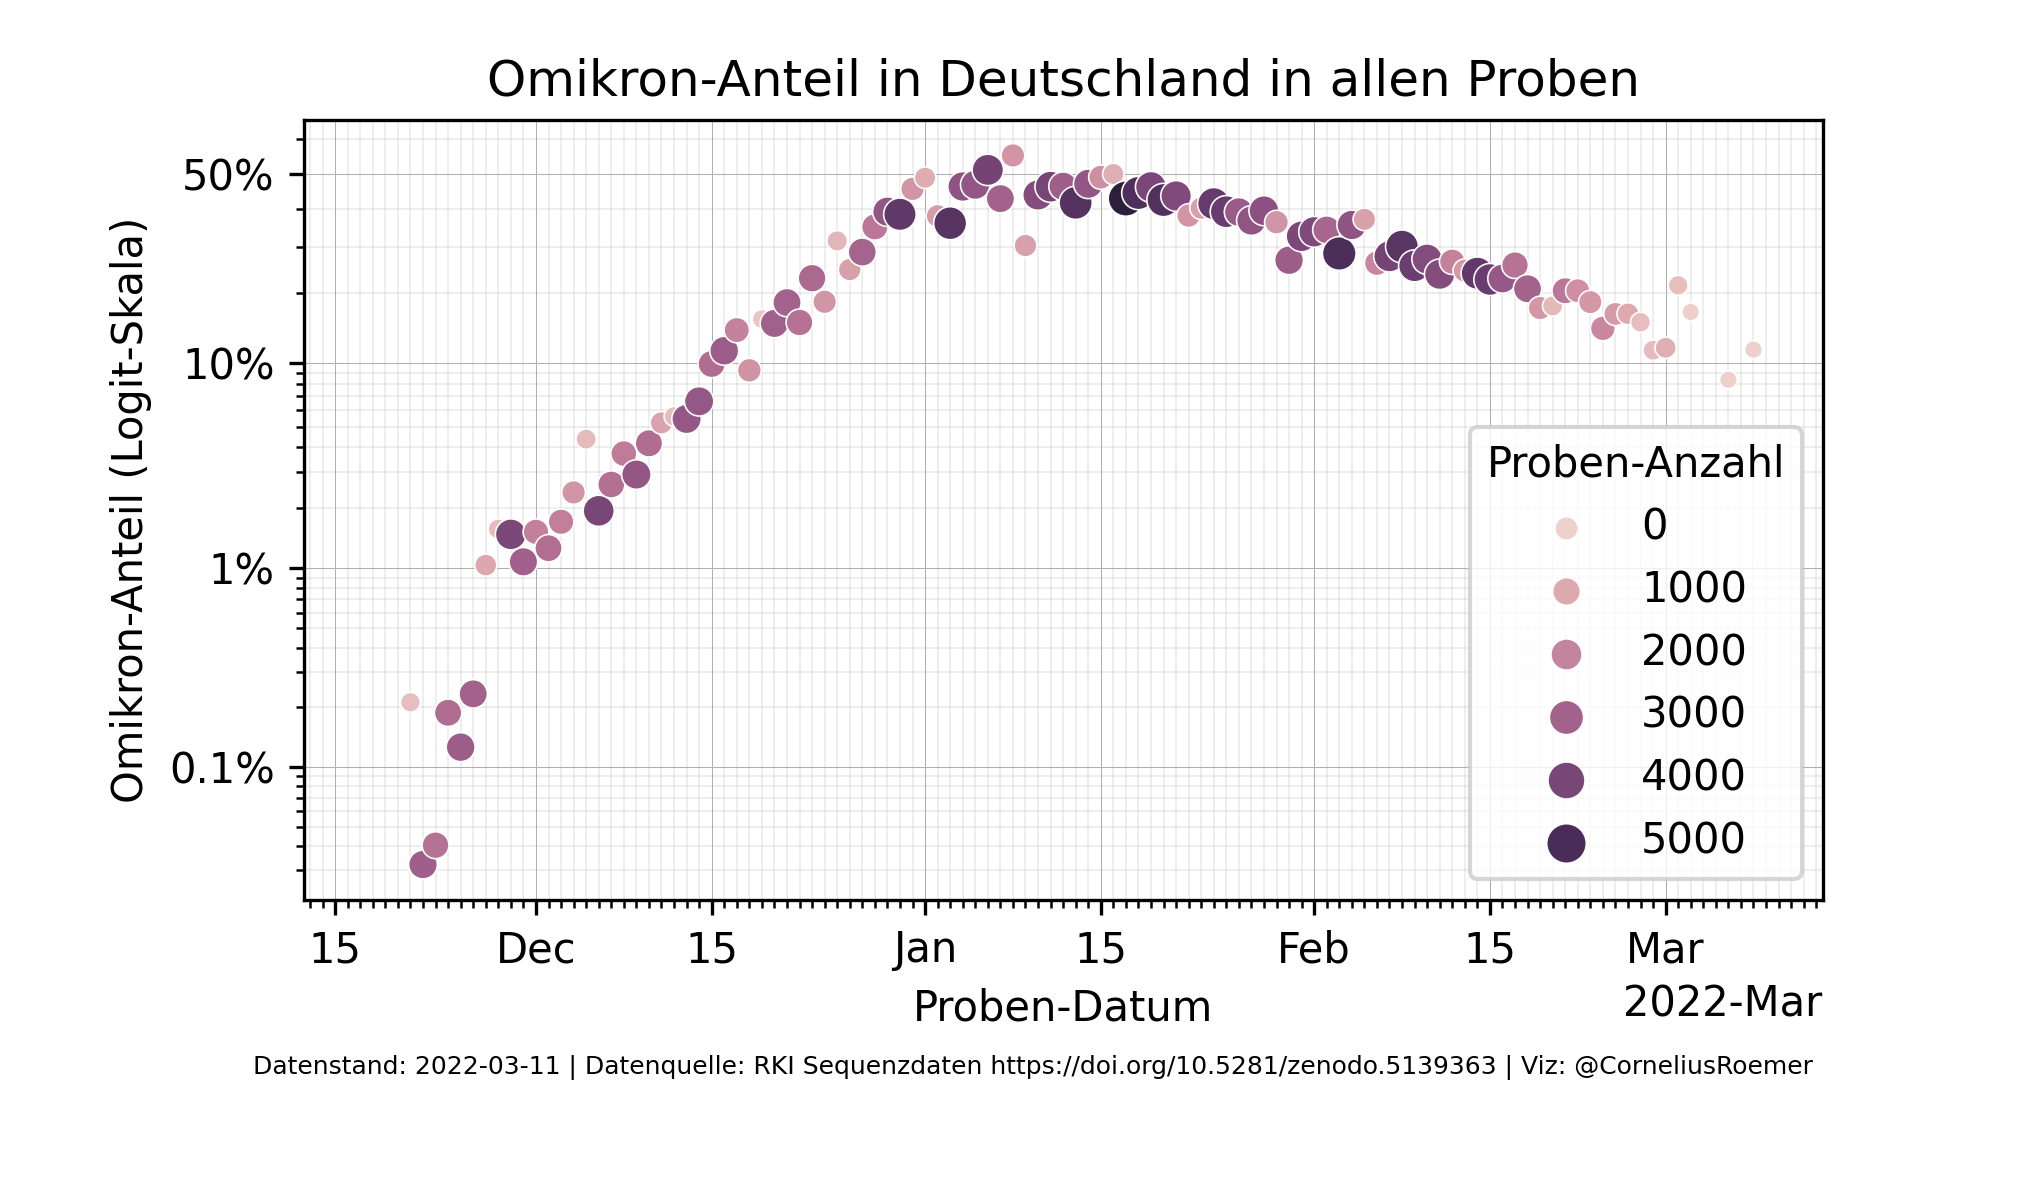 Omikron-Anteil in Deutschland in allen Proben
Omikron-Anteil (Logit-Skala)
50%
10%
1%
0.1%
Proben-Anzahl
0
1000
2000
3000
4000
5000
15 Dec 15 Jan 15 Feb 15 Mar
Proben-Datum
2022-Mar
Datenstand: 2022-03-11 | Datenquelle: RKI Sequenzdaten https://doi.org/10.5281/zenodo.5139363 | Viz: @CorneliusRoemer